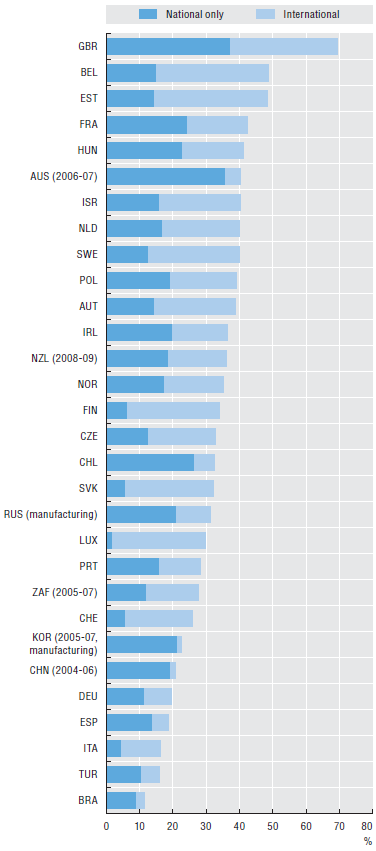 National only International
GBR
BEL
EST
FRA
HUN
AUS (2006-07)
ISR
NLD
SWE
POL
AUT
IRL
NZL (2008-09)
NOR
FIN
CZE
CHL
SVK
RUS (manufacturing)
LUX
PRT
ZAF (2005-07)
CHE
KOR (2005-07,
manufacturing)
CHN (2004-06)
DEU
ESP
ITA
TUR
BRA
0 10 20 30 40 50 60 70 80
%